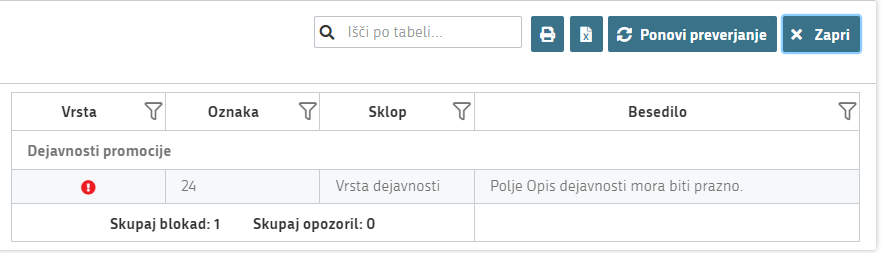 Išči po tabeli...
Ponovi preverjanje
Zapri
Vrsta Oznaka Sklop Besedilo
Dejavnosti promocije
24 Vrsta dejavnosti Polje Opis dejavnosti mora biti prazno.
Skupaj blokad: 1 Skupaj opozoril: 0